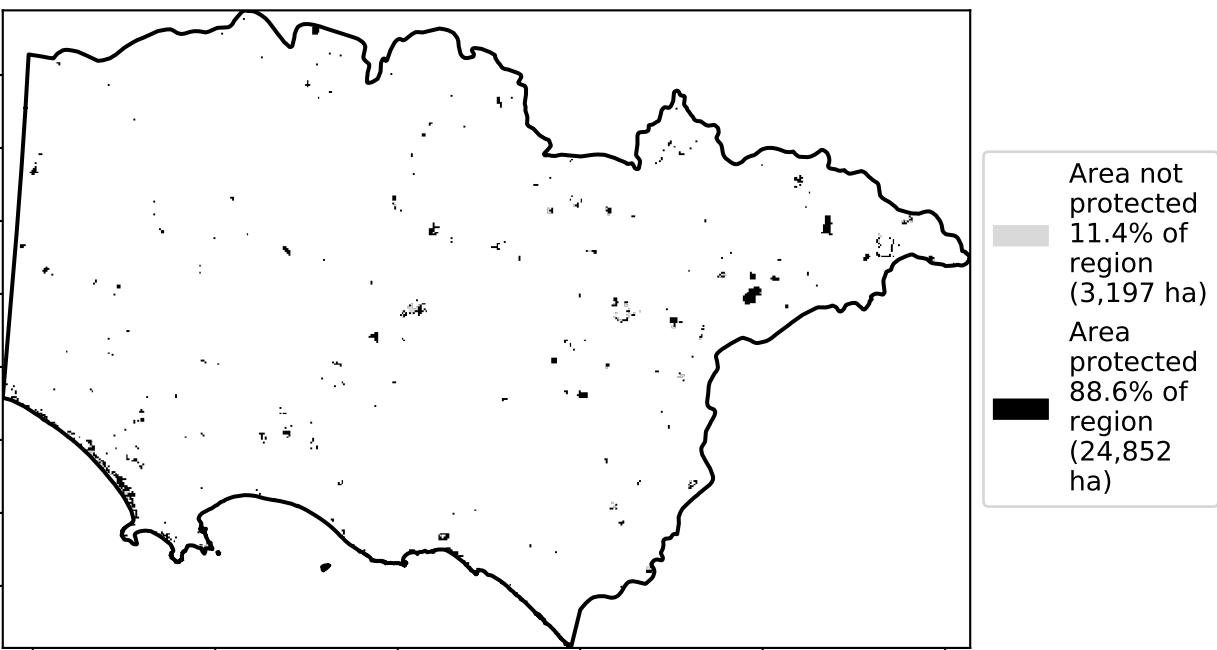 Area not
protected
11.4% of
region
(3,197 ha)
Area
protected
88.6% of
region
(24,852
ha)